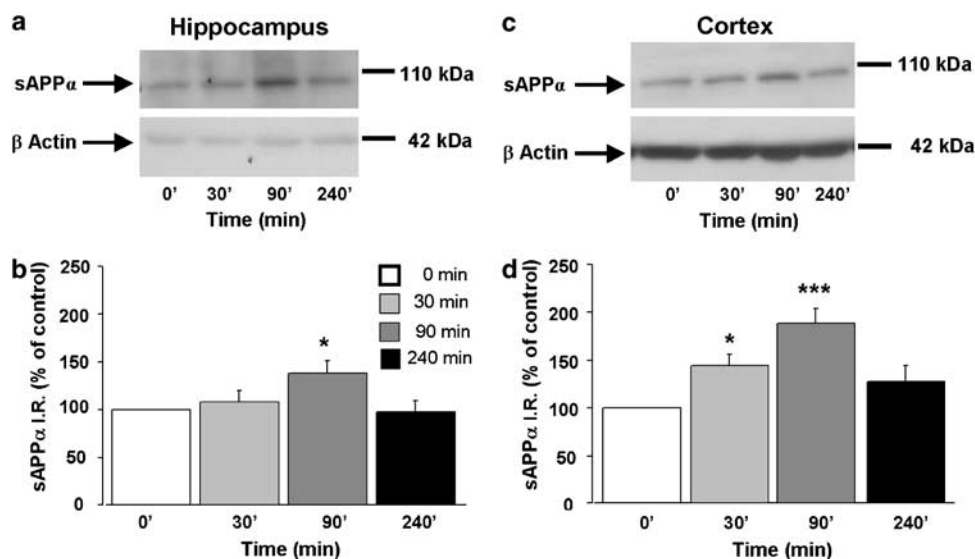 a
Hippocampus
sAPPα
110 kDa
β Actin
42 kDa
0' 30' 90' 240'
Time (min)
b
sAPPα I.R. (% of control)
250
200
150
100
50
0
*
0 min
30 min
90 min
240 min
0' 30' 90' 240'
Time (min)
c
Cortex
sAPPα
110 kDa
β Actin
42 kDa
0' 30' 90' 240'
Time (min)
d
sAPPα I.R. (% of control)
250
200
150
100
50
0
*
***
0' 30' 90' 240'
Time (min)